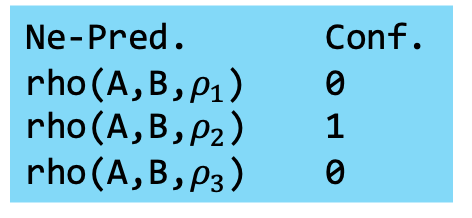 Ne-Pred. Conf.
rho(A,B,ρ₁) 0
rho(A,B,ρ₂) 1
rho(A,B,ρ₃) 0